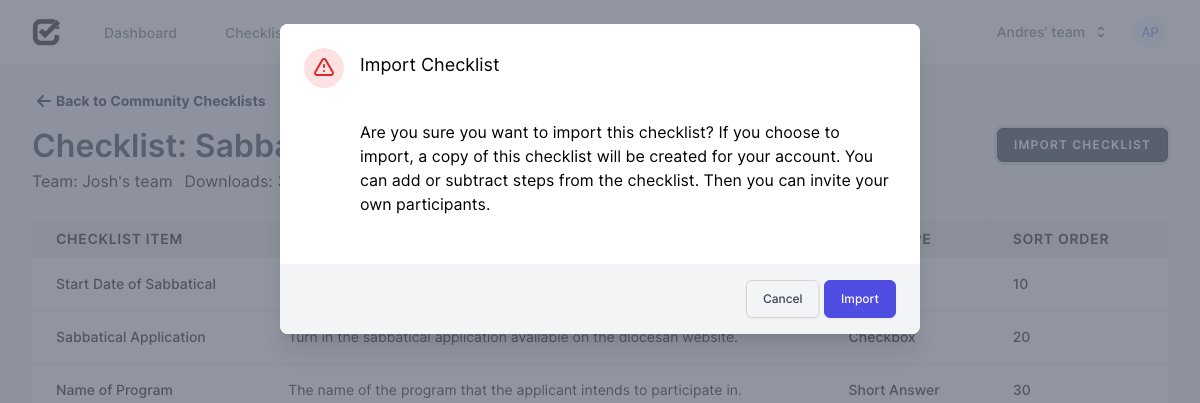 Dashboard
Andres' team
AP
Import Checklist
Back to Community Checklists
Are you sure you want to import this checklist? If you choose to
import, a copy of this checklist will be created for your account. You
can add or subtract steps from the checklist. Then you can invite your
own participants.
Checklist:
IMPORT CHECKLIST
Team: Josh's team Downloads:
CHECKLIST ITEM
SORT ORDER
Start Date of Sabbatical
10
Cancel
Import
Sabbatical Application
Turn in the sabbatical application available on the diocesan website.
Checkbox
20
Name of Program
The name of the program that the applicant intends to participate in.
Short Answer
30